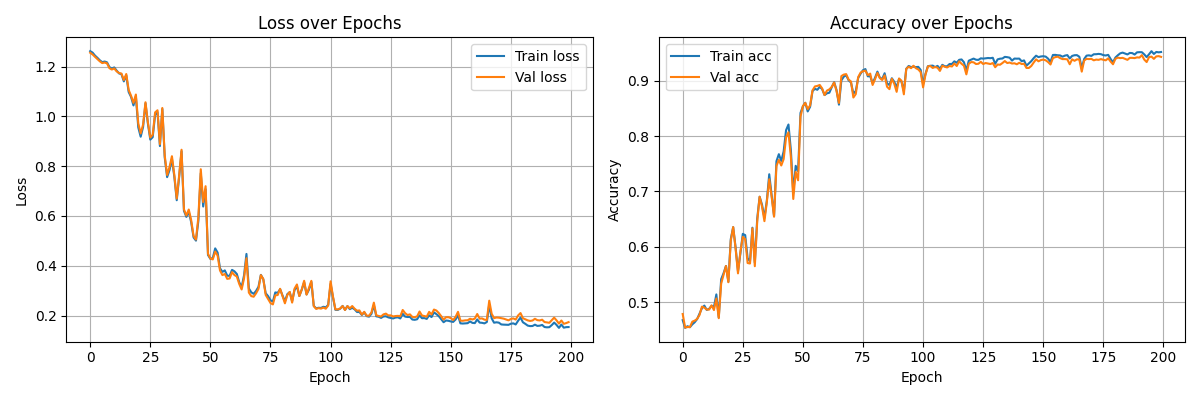 Loss over Epochs
Train loss
Val loss
1.2
1.0
0.8
0.6
0.4
0.2
Loss
0 25 50 75 100 125 150 175 200
Epoch
Accuracy over Epochs
Train acc
Val acc
0.9
0.8
0.7
0.6
0.5
Accuracy
0 25 50 75 100 125 150 175 200
Epoch